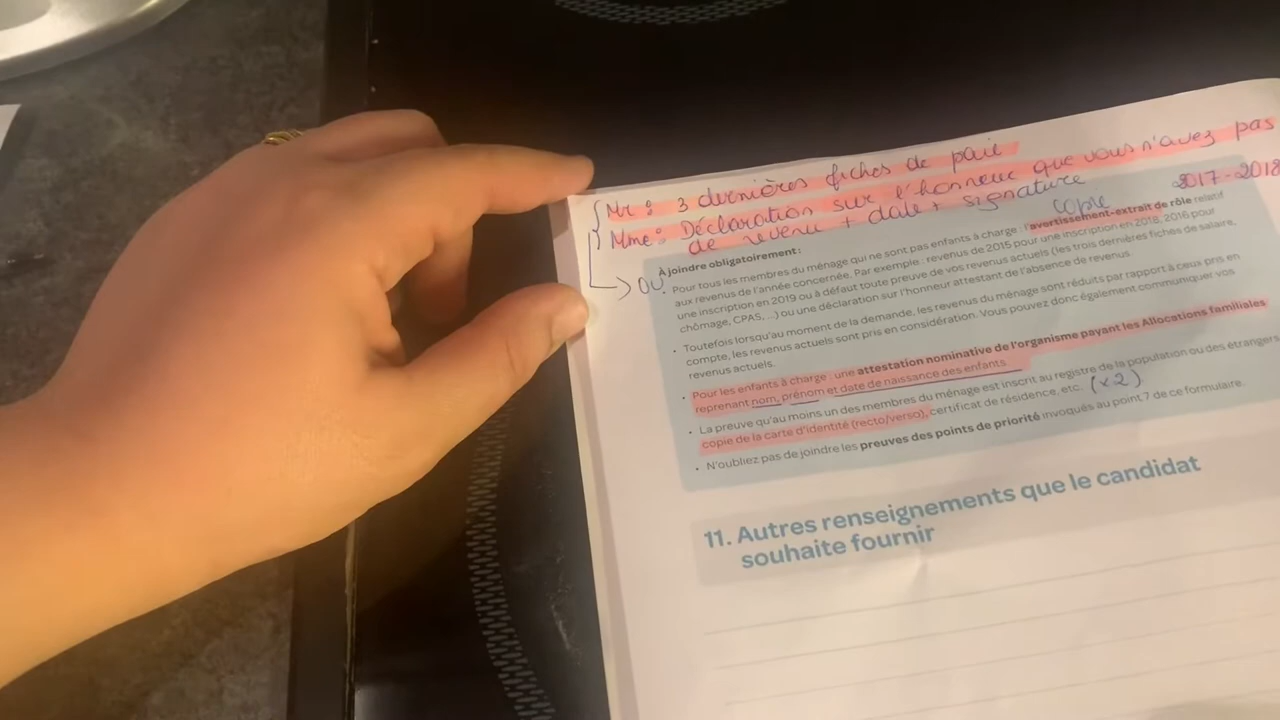 Mr : 3 dernières fiches de paie
Mme : Déclaration sur l'honneur que vous n'avez pas
de revenu + date + signature
copie 2017-2018
À joindre obligatoirement :
OU
• Pour tous les membres du ménage qui ne sont pas enfants à charge : l'avertissement-extrait de rôle relatif
aux revenus de l'année concernée. Par exemple : revenus de 2015 pour une inscription en 2018, 2016 pour
une inscription en 2019 ou à défaut toute preuve de vos revenus actuels (les trois dernières fiches de salaire,
chômage, CPAS, ...) ou une déclaration sur l'honneur attestant de l'absence de revenus.
• Toutefois lorsqu'au moment de la demande, les revenus du ménage sont réduits par rapport à ceux pris en
compte, les revenus actuels sont pris en considération. Vous pouvez donc également communiquer vos
revenus actuels.
• Pour les enfants à charge : une attestation nominative de l'organisme payant les Allocations familiales
reprenant nom, prénom et date de naissance des enfants.
• La preuve qu'au moins un des membres du ménage est inscrit au registre de la population ou des étrangers
copie de la carte d'identité (recto/verso), certificat de résidence, etc. (x2)
• N'oubliez pas de joindre les preuves des points de priorité invoqués au point 7 de ce formulaire.
11. Autres renseignements que le candidat
souhaite fournir